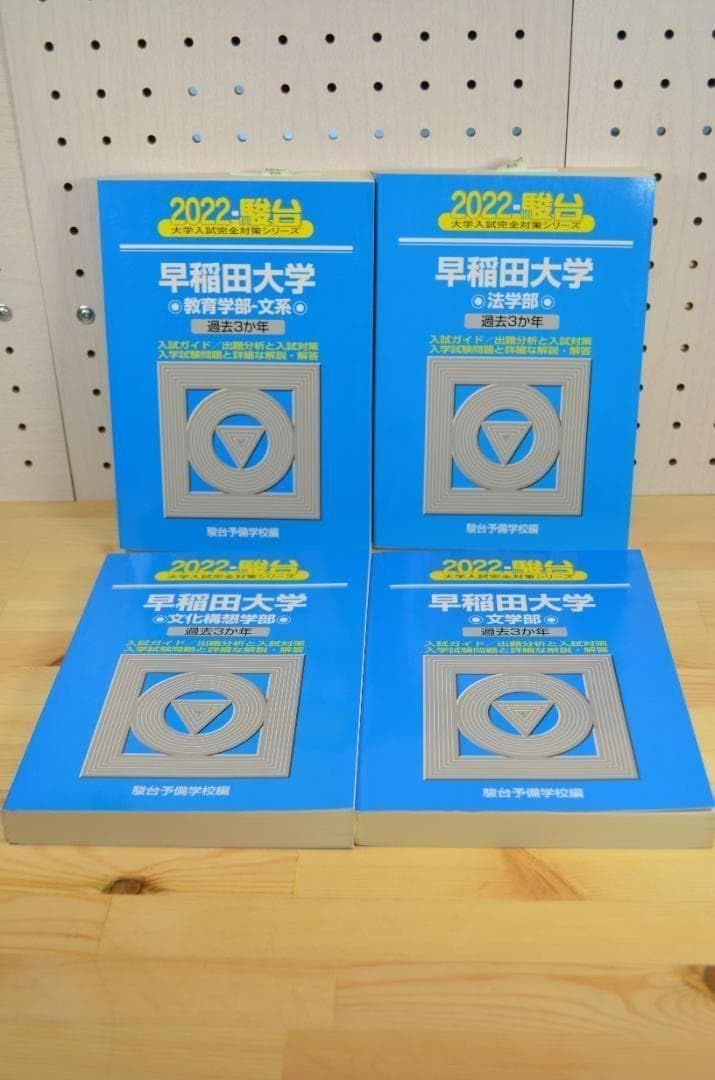 2022-駿台
大学入試完全対策シリーズ
早稲田大学
教育学部-文系
過去3か年
入試ガイド/出題分析と入試対策
入学試験問題と詳細な解説・解答
駿台予備学校編
2022-駿台
大学入試完全対策シリーズ
早稲田大学
法学部
過去3か年
入試ガイド/出題分析と入試対策
入学試験問題と詳細な解説・解答
駿台予備学校編
2022-駿台
大学入試完全対策シリーズ
早稲田大学
文化構想学部
過去3か年
入試ガイド/出題分析と入試対策
入学試験問題と詳細な解説・解答
駿台予備学校編
2022-駿台
大学入試完全対策シリーズ
早稲田大学
文学部
過去3か年
入試ガイド/出題分析と入試対策
入学試験問題と詳細な解説・解答
駿台予備学校編